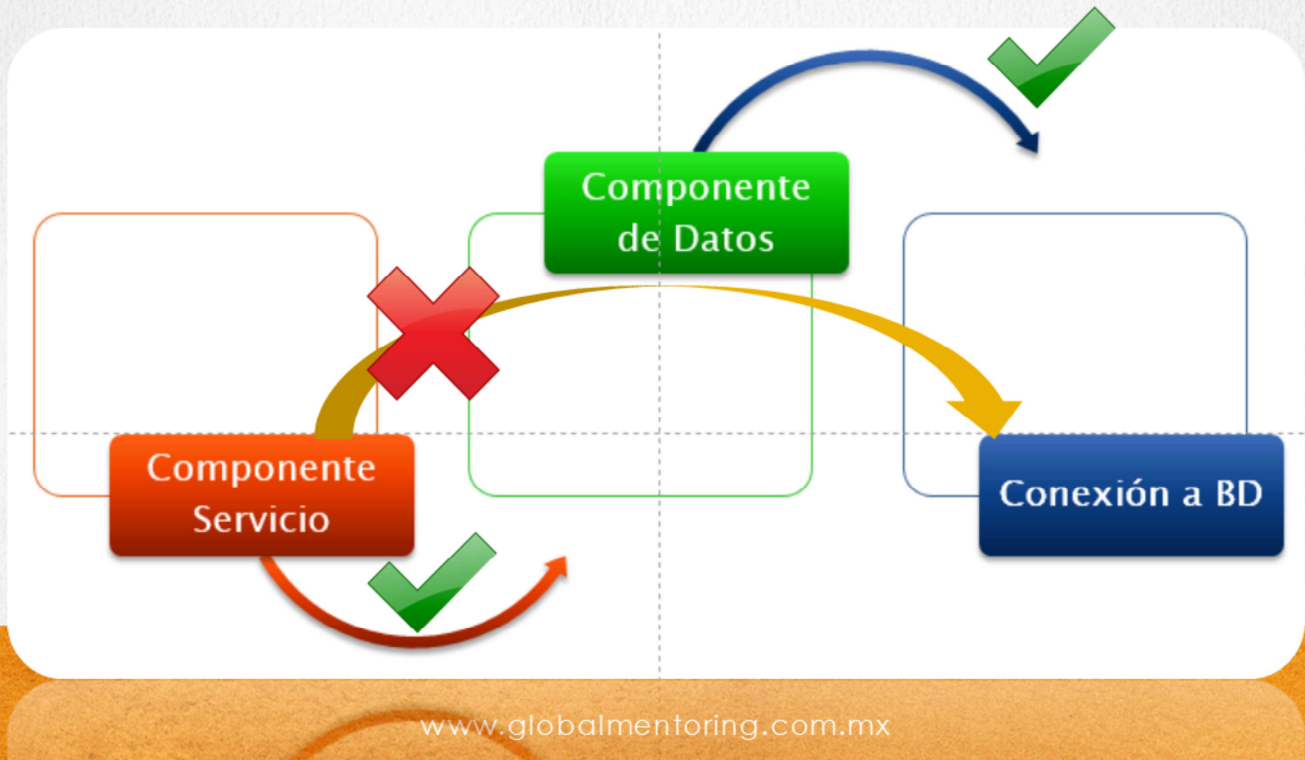 Componente
de Datos
Componente
Servicio
Conexión a BD
www.globalmentoring.com.mx